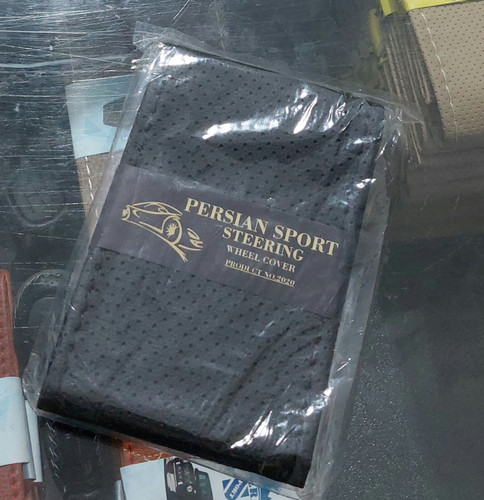 PERSIAN SPORT
STEERING
WHEEL COVER
PRODUCT NO:2020